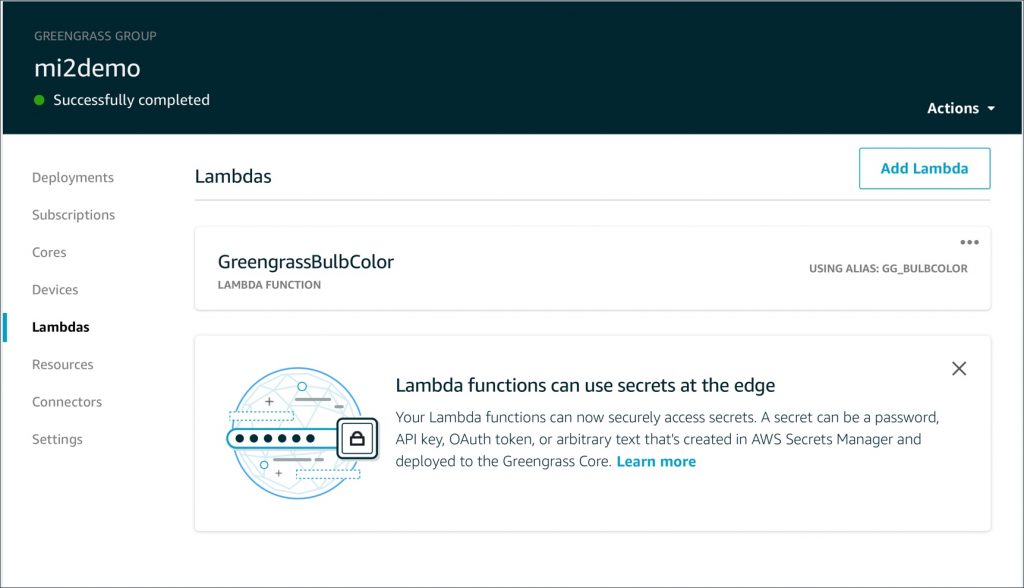 GREENGRASS GROUP
mi2demo
Successfully completed
Actions
Deployments
Subscriptions
Cores
Devices
Lambdas
Resources
Connectors
Settings
Lambdas
Add Lambda
GreengrassBulbColor
LAMBDA FUNCTION
USING ALIAS: GG_BULBCOLOR
Lambda functions can use secrets at the edge
Your Lambda functions can now securely access secrets. A secret can be a password,
API key, OAuth token, or arbitrary text that's created in AWS Secrets Manager and
deployed to the Greengrass Core. Learn more